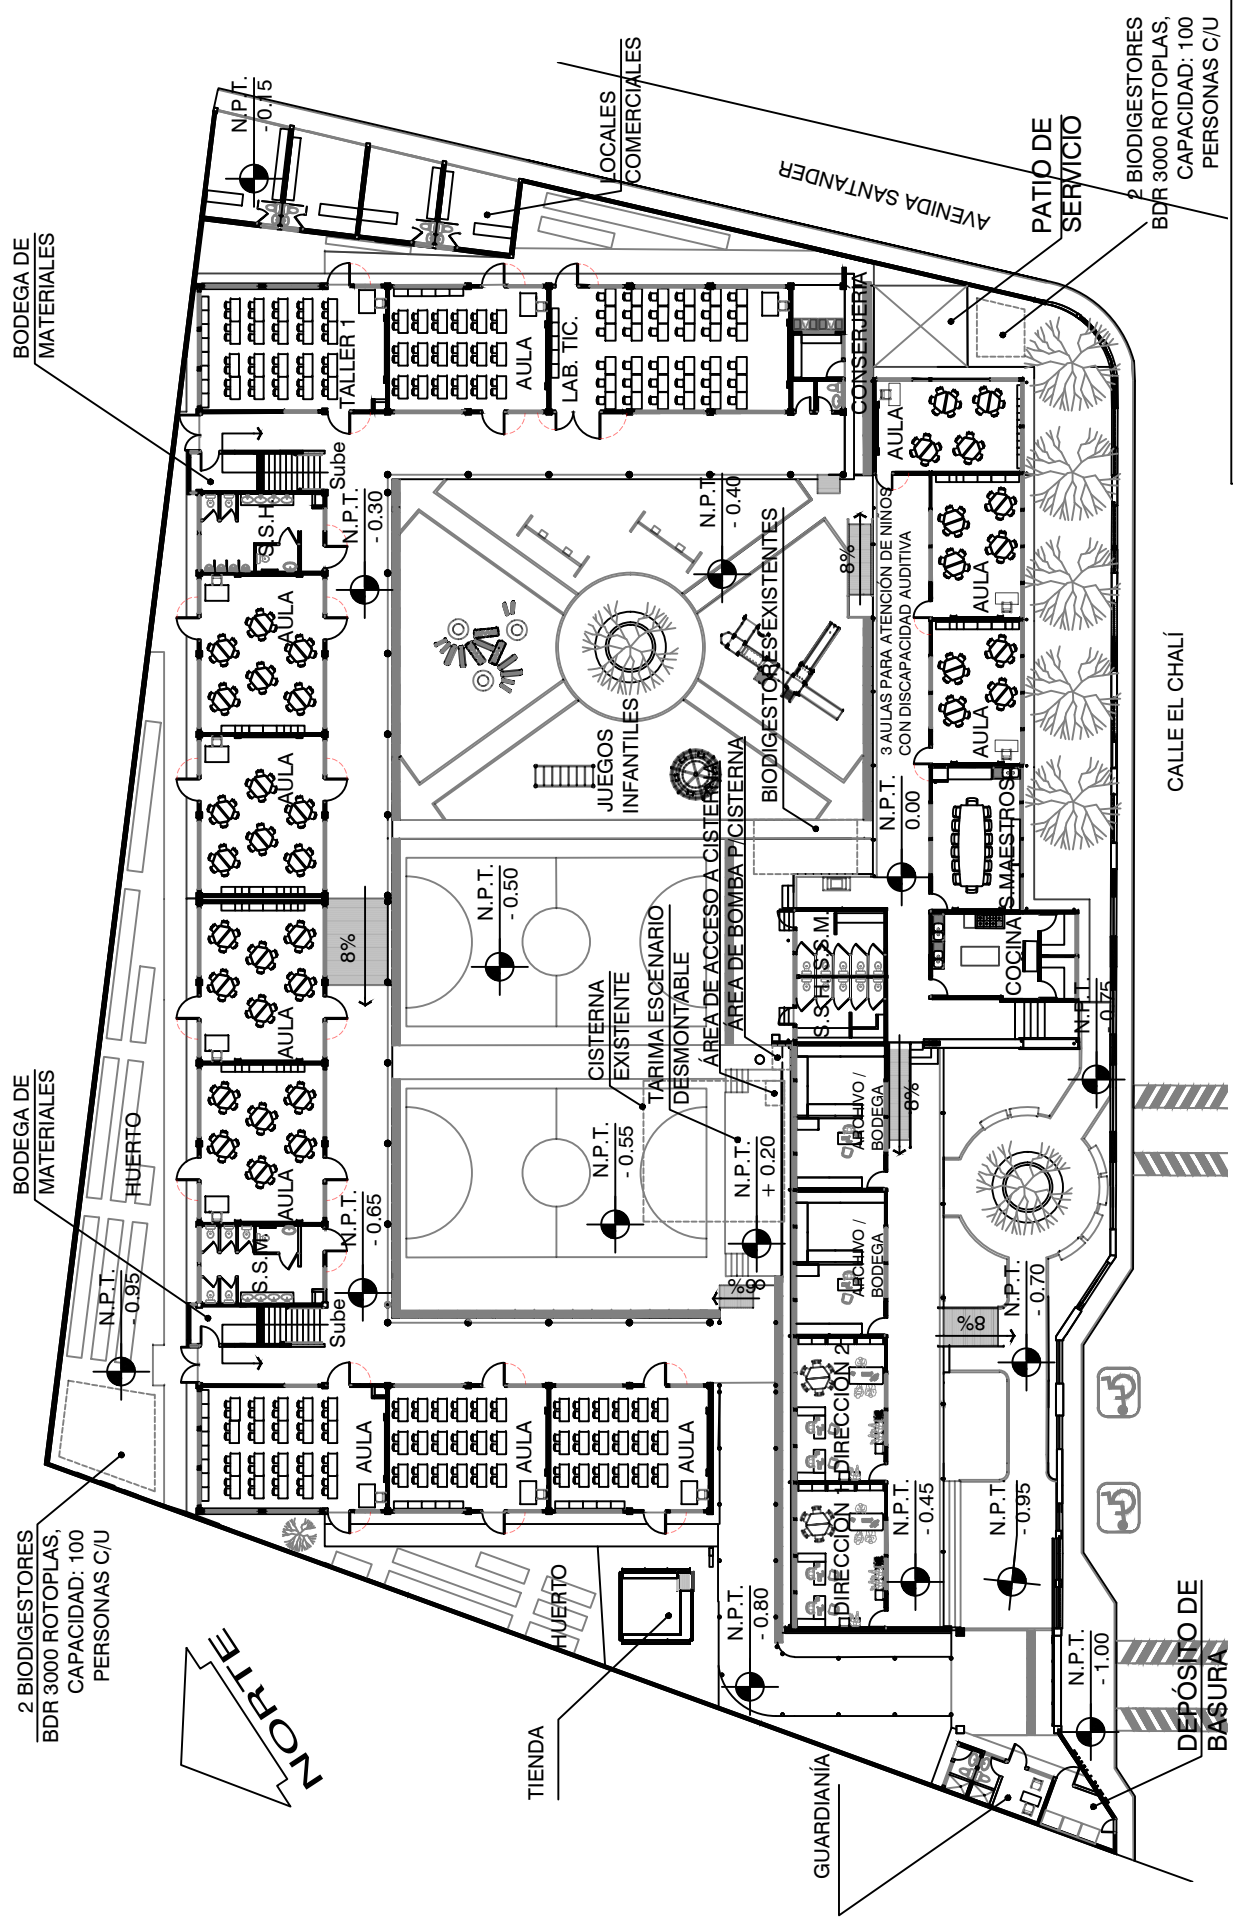 2 BIODIGESTORES
BDR 3000 ROTOPLAS,
CAPACIDAD: 100
PERSONAS C/U
BODEGA DE
MATERIALES
BODEGA DE
MATERIALES
N.P.T.
- 0.95
HUERTO
N.P.T.
- 0.15
LOCALES
COMERCIALES
AULA
AULA
AULA
Sube
S.S.M.
AULA
AULA
AULA
AULA
S.S.H.
Sube
TALLER 1
AULA
LAB. TIC.
N.P.T.
- 0.65
8%
N.P.T.
- 0.30
NORTE
TIENDA
HUERTO
N.P.T.
- 0.55
N.P.T.
- 0.50
CISTERNA
EXISTENTE
TARIMA ESCENARIO
DESMONTABLE
ÁREA DE ACCESO A CISTERNA
ÁREA DE BOMBA P/CISTERNA
BIODIGESTORES EXISTENTES
JUEGOS
INFANTILES
N.P.T.
- 0.40
N.P.T.
+ 0.20
8%
N.P.T.
- 0.80
8%
CONSERJERÍA
AVENIDA SANTANDER
PATIO DE
SERVICIO
2 BIODIGESTORES
BDR 3000 ROTOPLAS,
CAPACIDAD: 100
PERSONAS C/U
GUARDIANÍA
DIRECCIÓN 1
DIRECCIÓN 2
ARCHIVO /
BODEGA
ARCHIVO /
BODEGA
S.S.H.
S.S.M.
3 AULAS PARA ATENCIÓN DE NIÑOS
CON DISCAPACIDAD AUDITIVA
N.P.T.
0.00
AULA
AULA
AULA
8%
N.P.T.
- 0.45
COCINA
S.MAESTROS
8%
N.P.T.
- 0.95
N.P.T.
- 0.70
N.P.T.
- 0.75
N.P.T.
- 1.00
CALLE EL CHALÍ
DEPÓSITO DE
BASURA